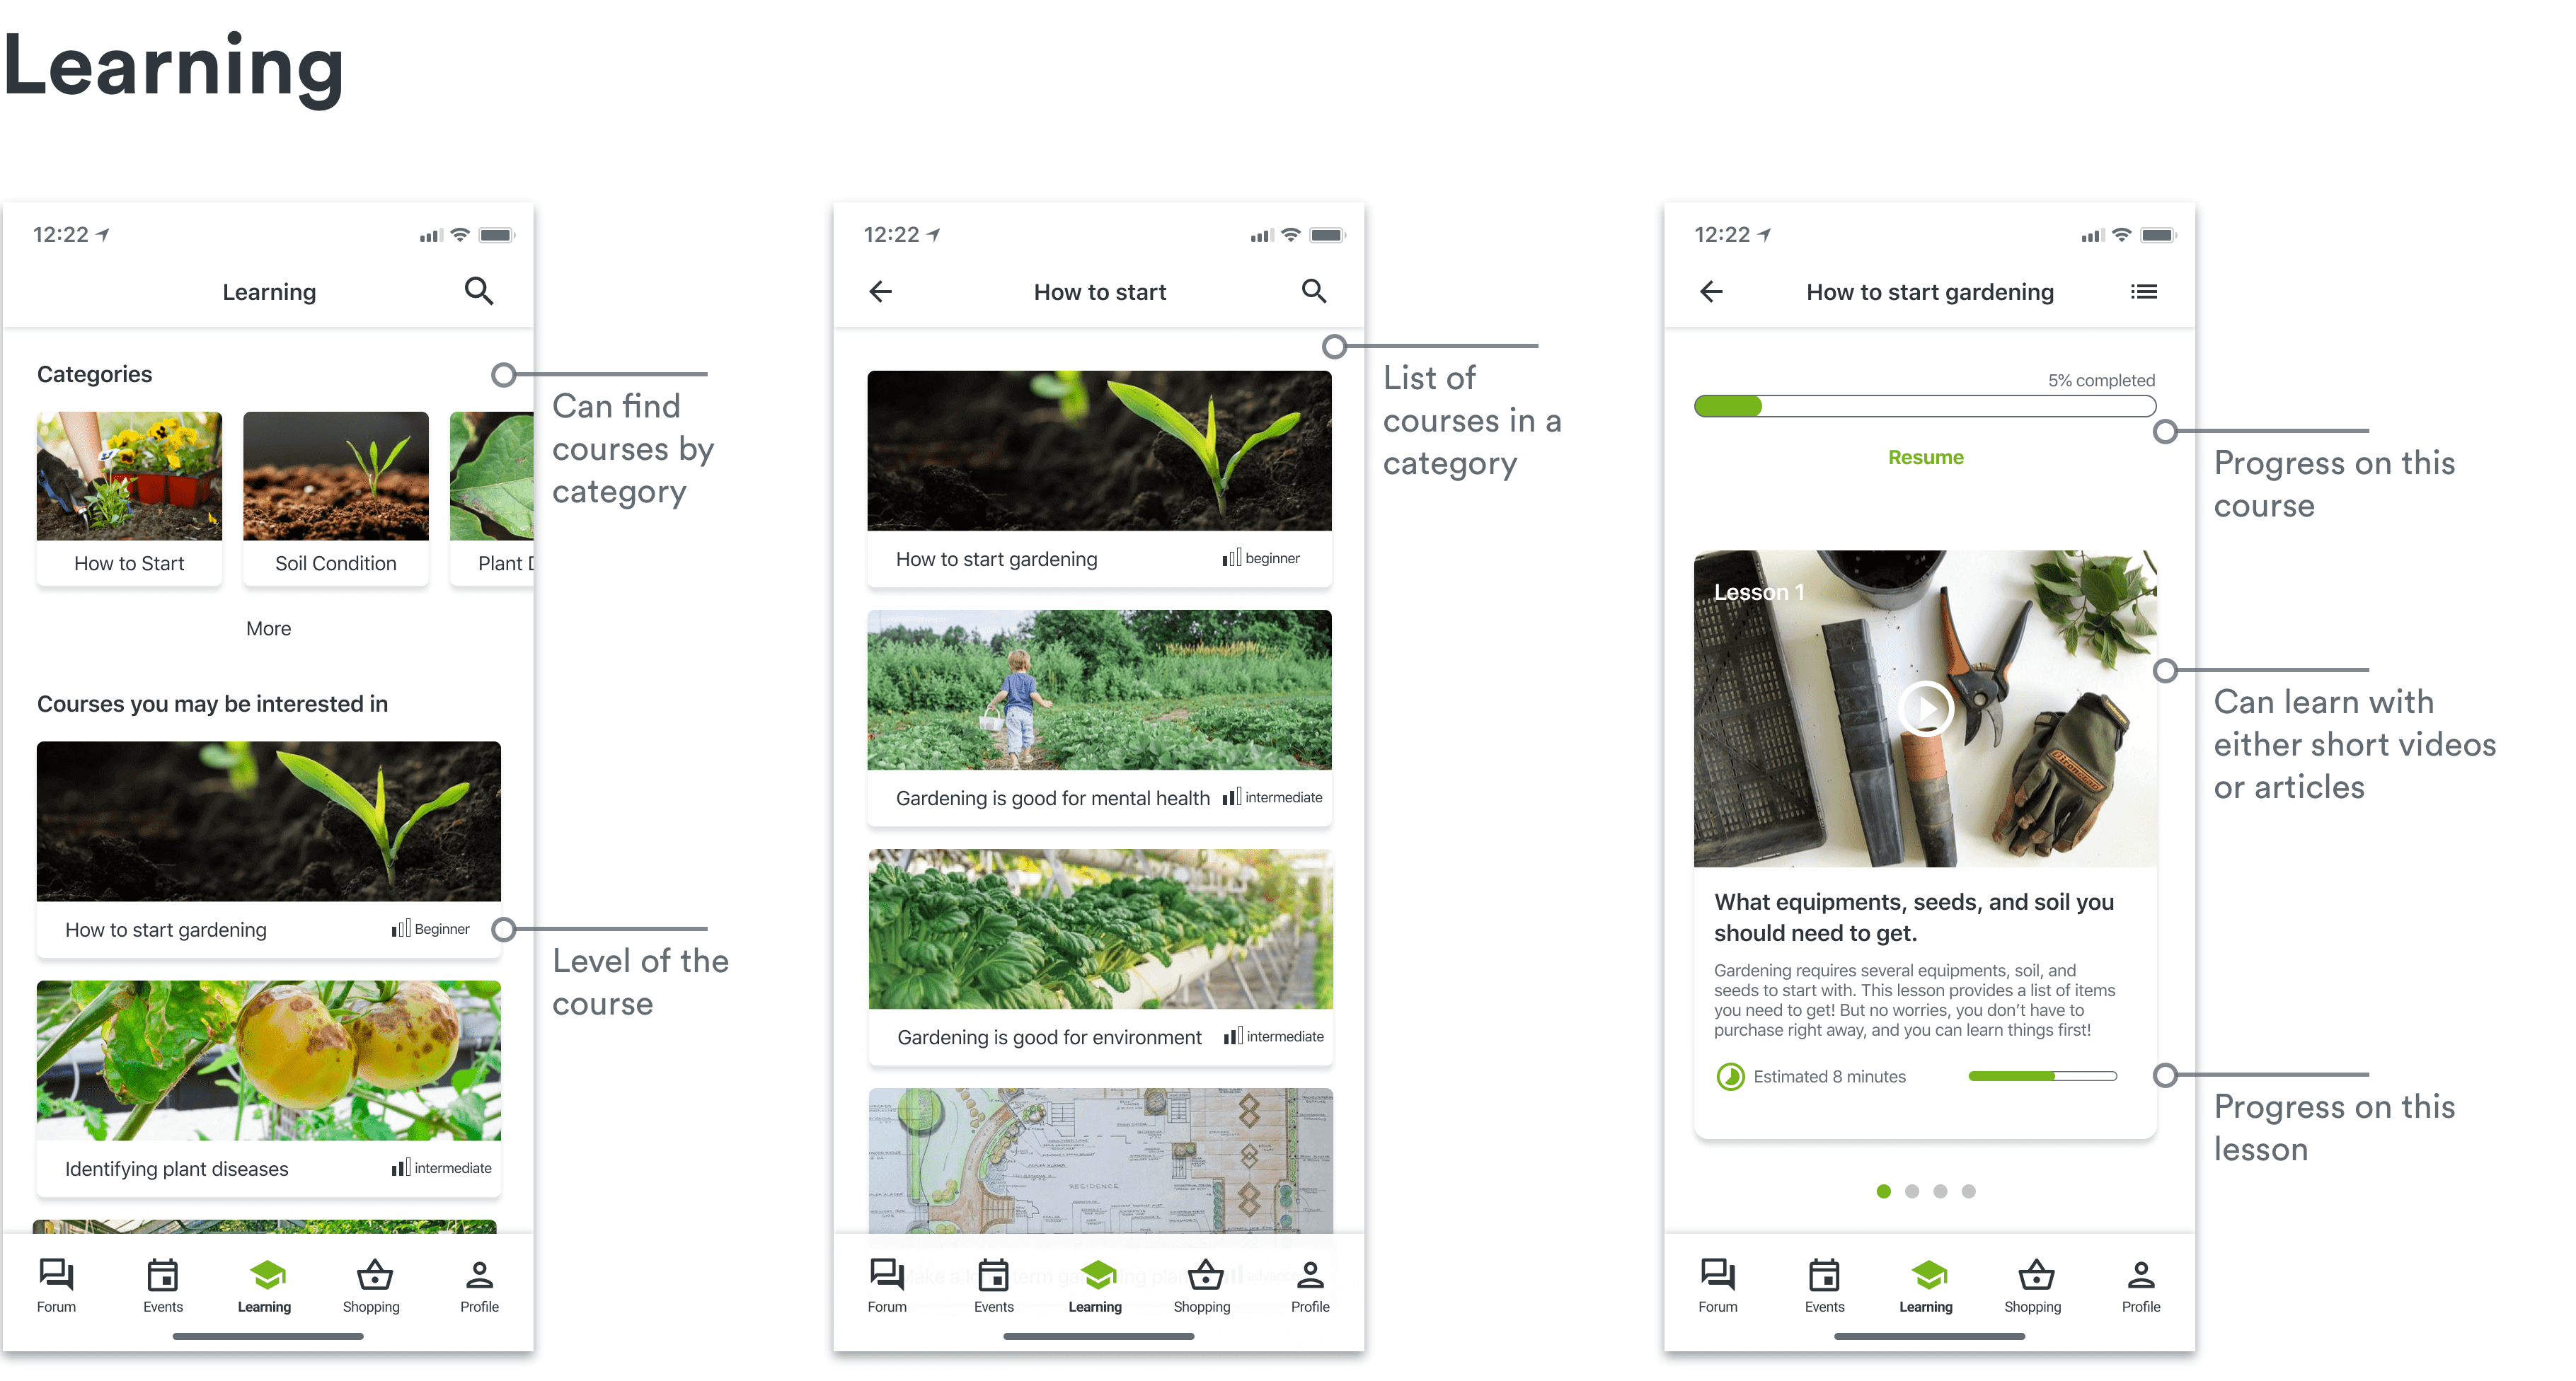 Learning
12:22
Learning
Categories
How to Start
Soil Condition
Plant D
More
Courses you may be interested in
How to start gardening
Beginner
Identifying plant diseases
intermediate
Forum
Events
Learning
Shopping
Profile
Can find
courses by
category
Level of the
course
12:22
How to start
How to start gardening
beginner
Gardening is good for mental health
intermediate
Gardening is good for environment
intermediate
RESIDENCE
Forum
Events
Learning
Shopping
Profile
List of
courses in a
category
12:22
How to start gardening
5% completed
Resume
Lesson 1
What equipments, seeds, and soil you
should need to get.
Gardening requires several equipments, soil, and
seeds to start with. This lesson provides a list of items
you need to get! But no worries, you don't have to
purchase right away, and you can learn things first!
Estimated 8 minutes
Forum
Events
Learning
Shopping
Profile
Progress on this
course
Can learn with
either short videos
or articles
Progress on this
lesson